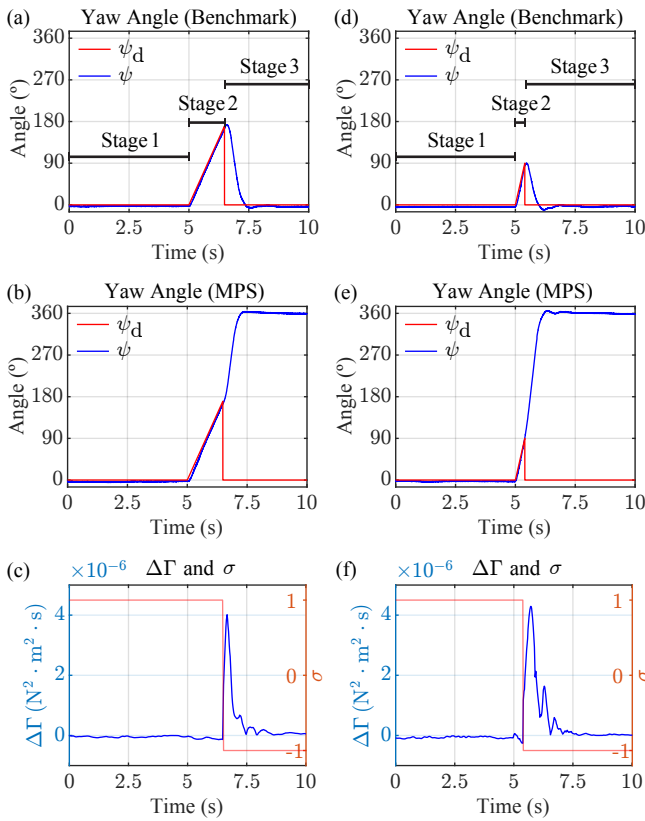 (a) Yaw Angle (Benchmark)
360
270
180
90
0
Angle (º)
ψd
ψ
Stage 1
Stage 2
Stage 3
0 2.5 5 7.5 10
Time (s)
(d) Yaw Angle (Benchmark)
360
270
180
90
0
Angle (º)
ψd
ψ
Stage 1
Stage 2
Stage 3
0 2.5 5 7.5 10
Time (s)
(b) Yaw Angle (MPS)
360
270
180
90
0
Angle (º)
ψd
ψ
0 2.5 5 7.5 10
Time (s)
(e) Yaw Angle (MPS)
360
270
180
90
0
Angle (º)
ψd
ψ
0 2.5 5 7.5 10
Time (s)
(c) ×10⁻⁶ ΔΓ and σ
4
2
0
ΔΓ (N² · m² · s)
1
0
-1
σ
0 2.5 5 7.5 10
Time (s)
(f) ×10⁻⁶ ΔΓ and σ
4
2
0
ΔΓ (N² · m² · s)
1
0
-1
σ
0 2.5 5 7.5 10
Time (s)